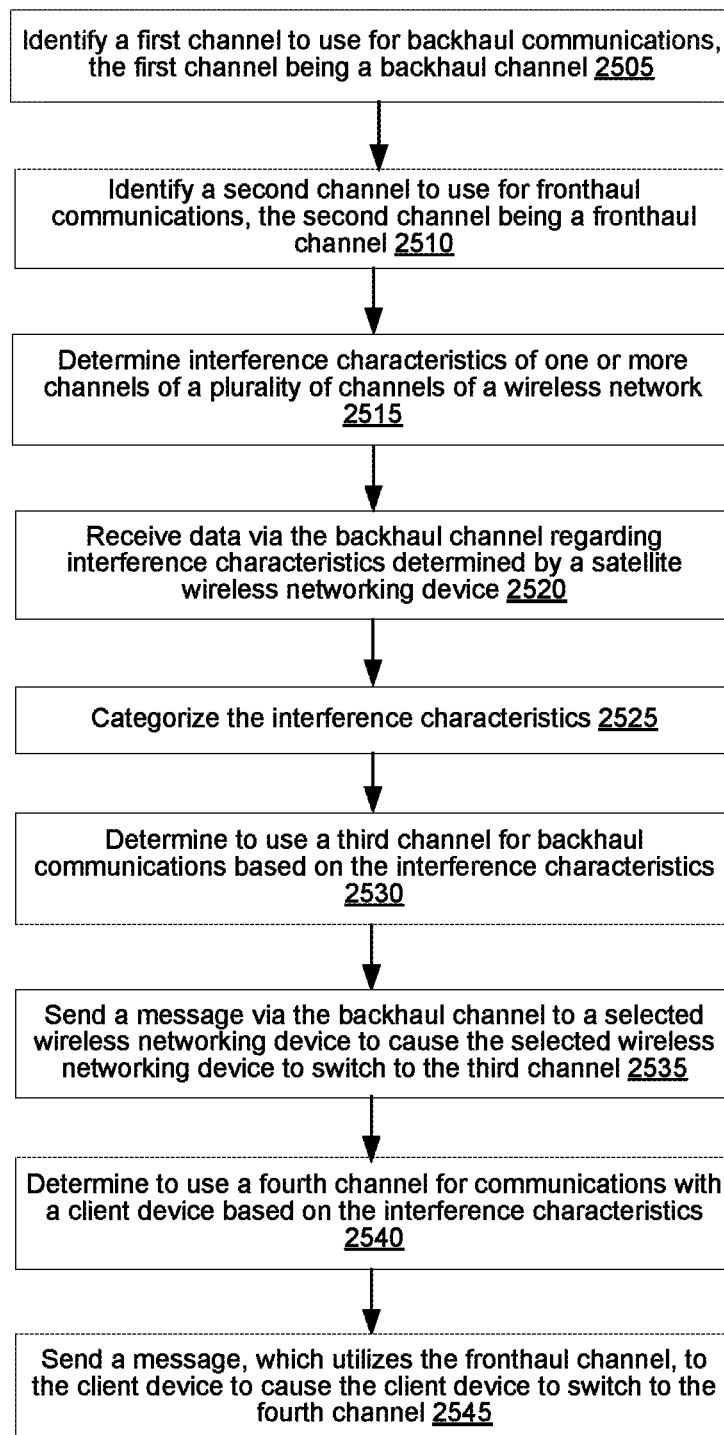 Identify a first channel to use for backhaul communications,
the first channel being a backhaul channel 2505
Identify a second channel to use for fronthaul
communications, the second channel being a fronthaul
channel 2510
Determine interference characteristics of one or more
channels of a plurality of channels of a wireless network
2515
Receive data via the backhaul channel regarding
interference characteristics determined by a satellite
wireless networking device 2520
Categorize the interference characteristics 2525
Determine to use a third channel for backhaul
communications based on the interference characteristics
2530
Send a message via the backhaul channel to a selected
wireless networking device to cause the selected wireless
networking device to switch to the third channel 2535
Determine to use a fourth channel for communications with
a client device based on the interference characteristics
2540
Send a message, which utilizes the fronthaul channel, to
the client device to cause the client device to switch to the
fourth channel 2545